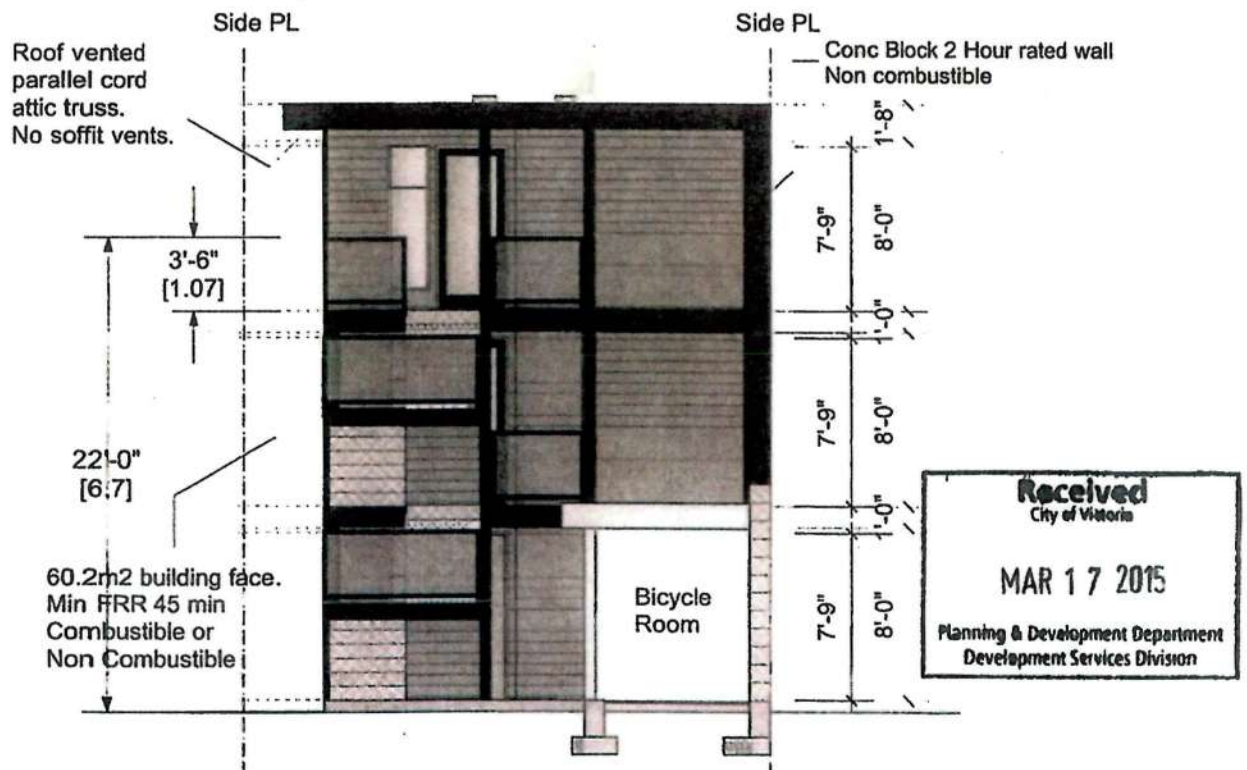 Side PL
Side PL
Roof vented
parallel cord
attic truss.
No soffit vents.
Conc Block 2 Hour rated wall
Non combustible
1'-8"
7'-9"
8'-0"
3'-6"
[1.07]
1'-0"
7'-9"
8'-0"
22'-0"
[6.7]
1'-0"
60.2m2 building face.
Min FRR 45 min
Combustible or
Non Combustible
Bicycle
Room
7'-9"
8'-0"
Received
City of Victoria
MAR 17 2015
Planning & Development Department
Development Services Division